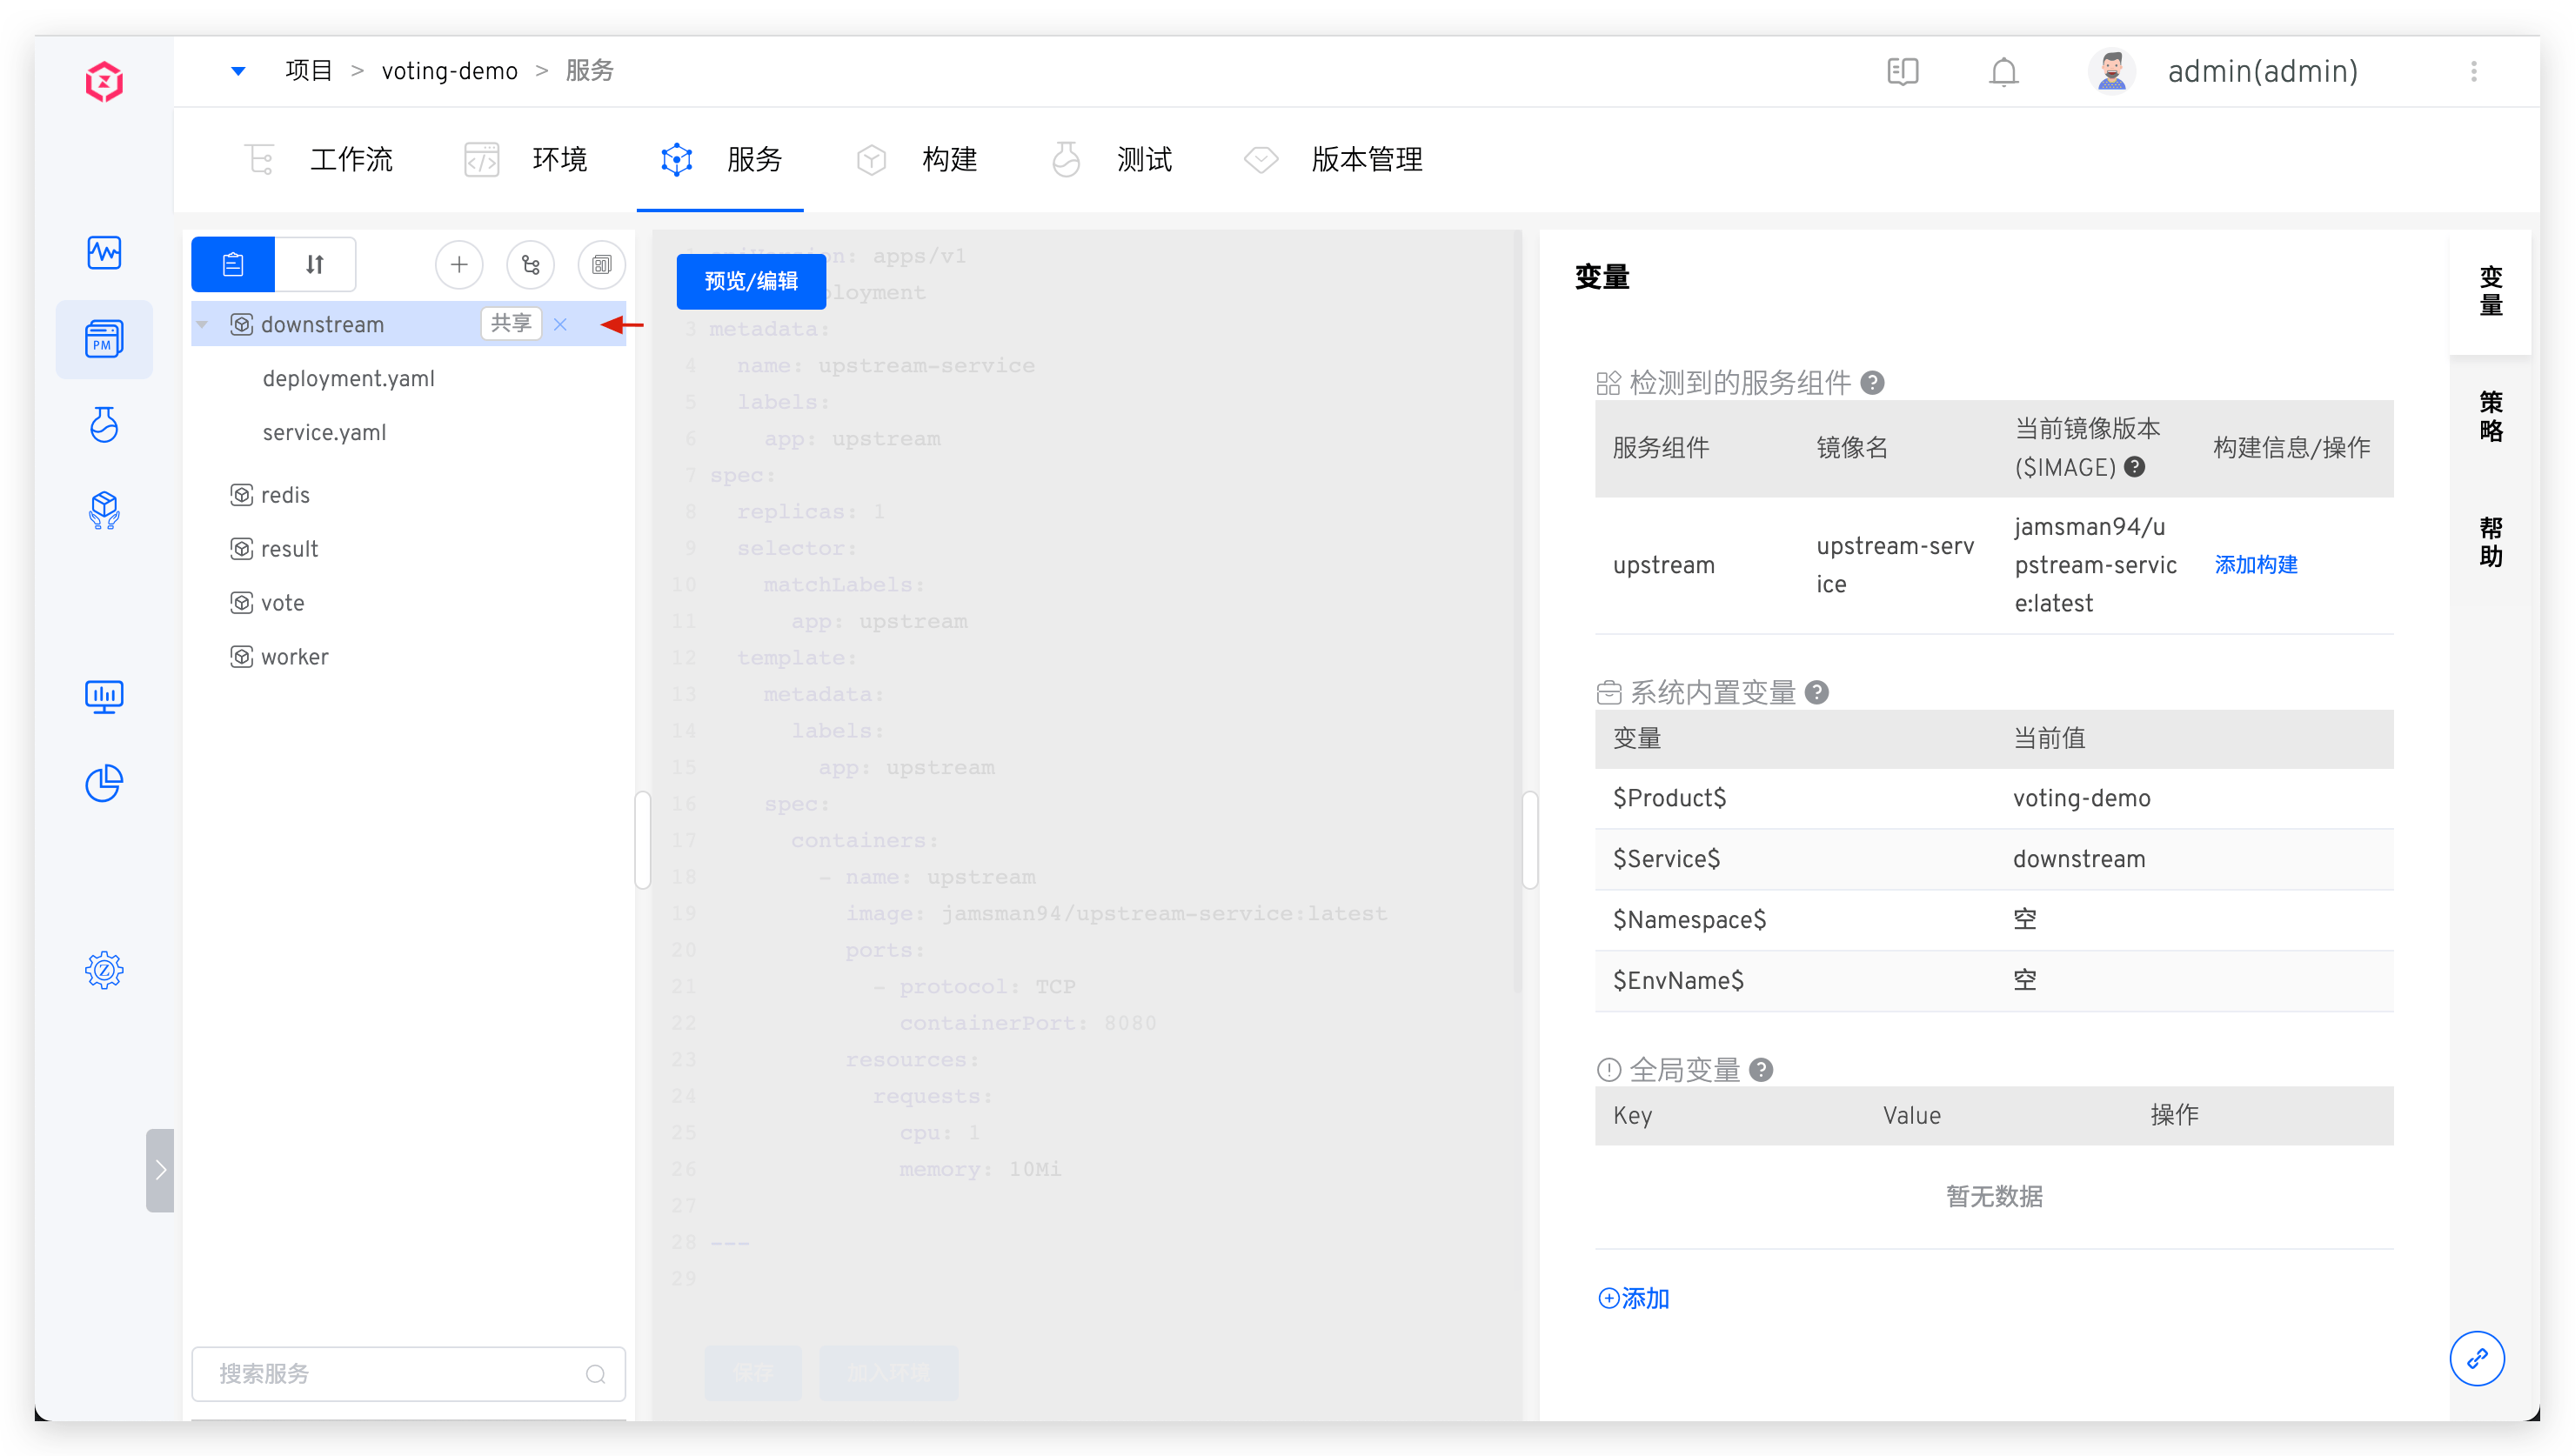 项目 > voting-demo > 服务
admin(admin)
工作流
环境
服务
构建
测试
版本管理
PM
downstream
共享
deployment.yaml
service.yaml
redis
result
vote
worker
搜索服务
预览/编辑
1 apiVersion: apps/v1
loyment
3 metadata:
4 name: upstream-service
5 labels:
6 app: upstream
7 spec:
8 replicas: 1
9 selector:
10 matchLabels:
11 app: upstream
12 template:
13 metadata:
14 labels:
15 app: upstream
16 spec:
17 containers:
18 - name: upstream
19 image: jamsman94/upstream-service:latest
20 ports:
21 - protocol: TCP
22 containerPort: 8080
23 resources:
24 requests:
25 cpu: 1
26 memory: 10Mi
27
28 ---
29
保存
加入环境
变量
检测到的服务组件
服务组件
镜像名
当前镜像版本
($IMAGE)
构建信息/操作
upstream
upstream-serv
ice
jamsman94/u
pstream-servic
e:latest
添加构建
系统内置变量
变量
当前值
$Product$
voting-demo
$Service$
downstream
$Namespace$
空
$EnvName$
空
全局变量
Key
Value
操作
暂无数据
添加
变量
策略
帮助